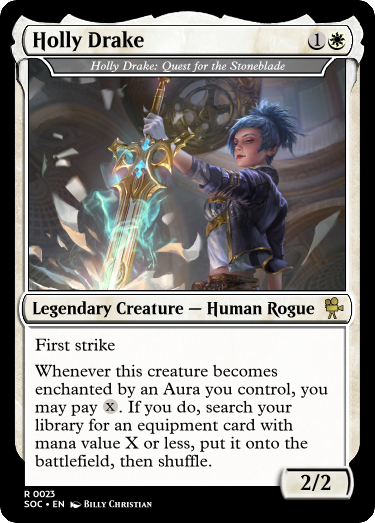 Holly Drake 1
Holly Drake: Quest for the Stoneblade
Legendary Creature — Human Rogue
First strike
Whenever this creature becomes
enchanted by an Aura you control, you
may pay X. If you do, search your
library for an equipment card with
mana value X or less, put it onto the
battlefield, then shuffle.
2/2
R 0023
SOC • EN Billy Christian